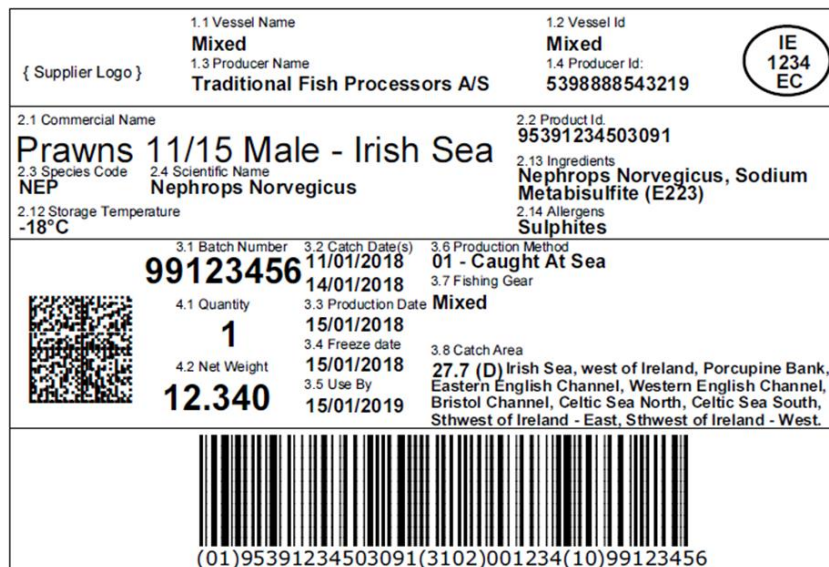 { Supplier Logo }
1.1 Vessel Name
Mixed
1.2 Vessel Id
Mixed
1.3 Producer Name
Traditional Fish Processors A/S
1.4 Producer Id:
5398888543219
IE
1234
EC
2.1 Commercial Name
Prawns 11/15 Male - Irish Sea
2.2 Product Id.
95391234503091
2.3 Species Code
NEP
2.4 Scientific Name
Nephrops Norvegicus
2.13 Ingredients
Nephrops Norvegicus, Sodium
Metabisulfite (E223)
2.12 Storage Temperature
-18°C
2.14 Allergens
Sulphites
3.1 Batch Number
99123456
3.2 Catch Date(s)
11/01/2018
14/01/2018
3.6 Production Method
01 - Caught At Sea
3.7 Fishing Gear
Mixed
4.1 Quantity
1
3.3 Production Date
15/01/2018
3.4 Freeze date
15/01/2018
4.2 Net Weight
12.340
3.5 Use By
15/01/2019
3.8 Catch Area
27.7 (D) Irish Sea, west of Ireland, Porcupine Bank,
Eastern English Channel, Western English Channel,
Bristol Channel, Celtic Sea North, Celtic Sea South,
Sthwest of Ireland - East, Sthwest of Ireland - West.
(01)95391234503091(3102)001234(10)99123456